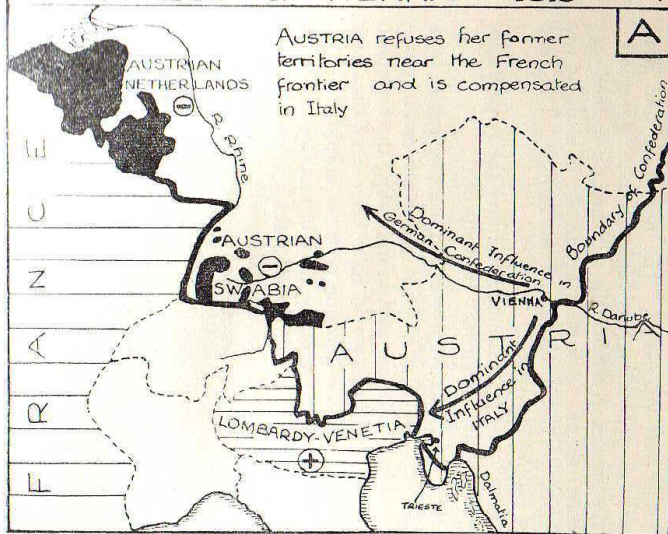 A
AUSTRIA refuses her former
territories near the French
frontier and is compensated
in Italy
AUSTRIAN
NETHERLANDS
R. Rhine
FRANCE
Boundary of Confederation
Dominant Influence in
German Confederation
AUSTRIAN
SWABIA
VIENNA
R. Danube
AUSTRIA
Dominant
Influence in
ITALY
LOMBARDY-VENETIA
TRIESTE
Dalmatia